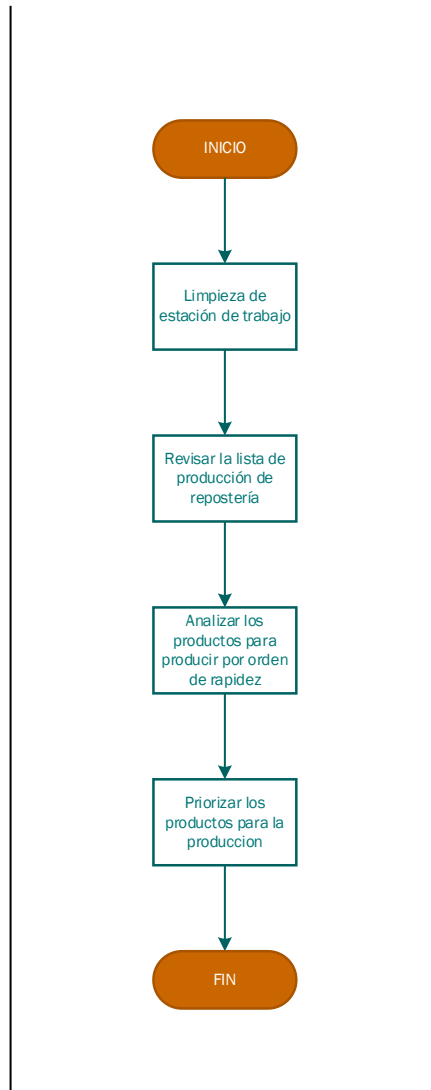 INICIO
Limpieza de
estación de trabajo
Revisar la lista de
producción de
repostería
Analizar los
productos para
producir por orden
de rapidez
Priorizar los
productos para la
produccion
FIN